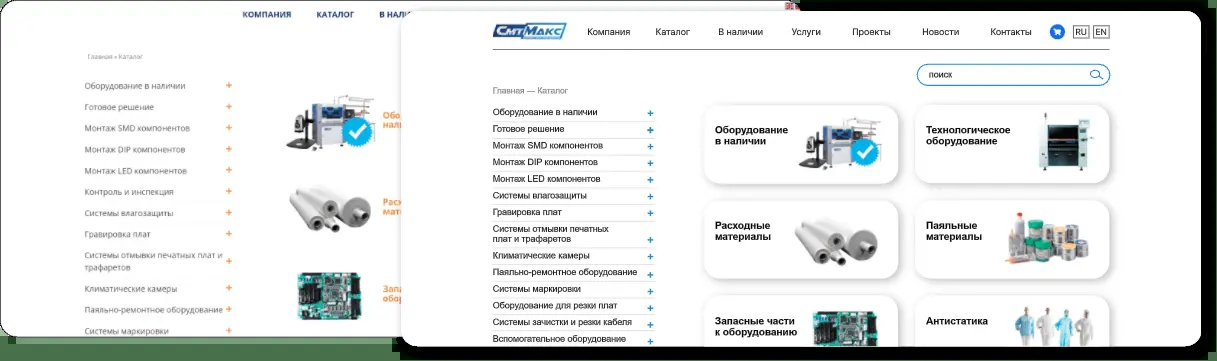 КОМПАНИЯ КАТАЛОГ В НАЛИ
Главная » Каталог
Оборудование в наличии +
Готовое решение +
Монтаж SMD компонентов +
Монтаж DIP компонентов +
Монтаж LED компонентов +
Контроль и инспекция +
Системы влагозащиты +
Гравировка плат +
Системы отмывки печатных плат и
трафаретов +
Климатические камеры +
Паяльно-ремонтное оборудование +
Системы маркировки +
Обо
нали
Расх
мате
Запа
обор
СМТМАКС
Компания Каталог В наличии Услуги Проекты Новости Контакты RU EN
поиск
Главная — Каталог
Оборудование в наличии +
Готовое решение +
Монтаж SMD компонентов +
Монтаж DIP компонентов +
Монтаж LED компонентов +
Системы влагозащиты +
Гравировка плат +
Системы отмывки печатных
плат и трафаретов +
Климатические камеры +
Паяльно-ремонтное оборудование +
Системы маркировки +
Оборудование для резки плат +
Системы зачистки и резки кабеля +
Вспомогательное оборудование +
Оборудование
в наличии
Технологическое
оборудование
Расходные
материалы
Паяльные
материалы
Запасные части
к оборудованию
Антистатика